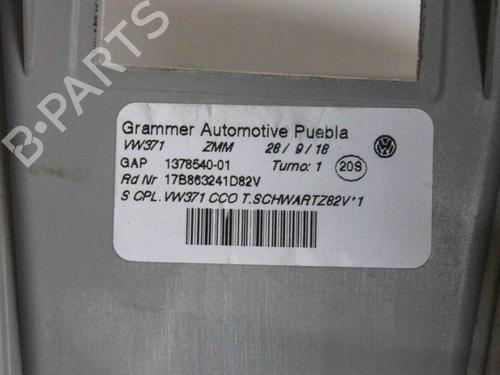 Grammer Automotive Puebla
VW371 ZMM 28/9/18
GAP 1378540-01 Turno: 1 20S
Rd Nr 17B863241D82V
S CPL.VW371 CCO T.SCHWARTZ82V*1
B-PARTS